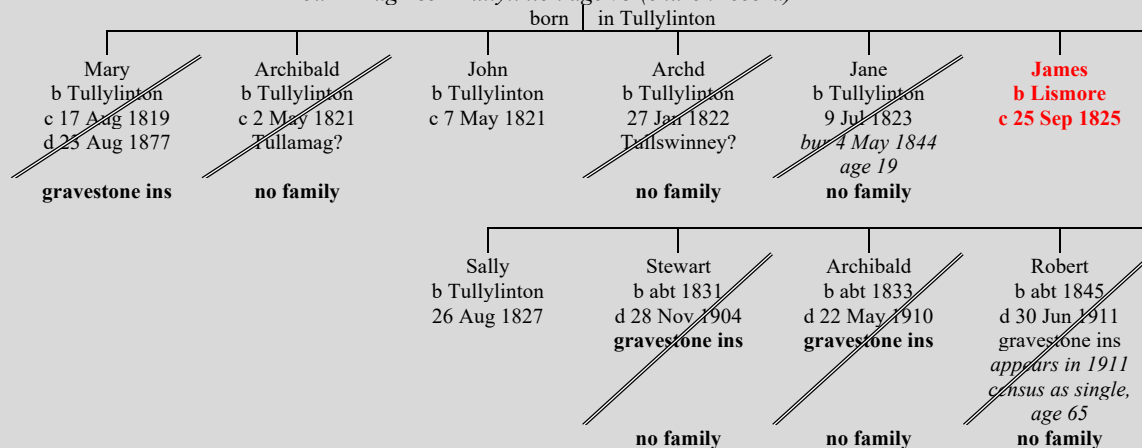 born in Tullylinton
Mary
b Tullylinton
c 17 Aug 1819
d 23 Aug 1877
gravestone ins
Archibald
b Tullylinton
c 2 May 1821
Tullamag?
no family
John
b Tullylinton
c 7 May 1821
Archd
b Tullylinton
27 Jan 1822
Tullswinney?
no family
Jane
b Tullylinton
9 Jul 1823
bur 4 May 1844
age 19
no family
James
b Lismore
c 25 Sep 1825
Sally
b Tullylinton
26 Aug 1827
Stewart
b abt 1831
d 28 Nov 1904
gravestone ins
no family
Archibald
b abt 1833
d 22 May 1910
gravestone ins
no family
Robert
b abt 1845
d 30 Jun 1911
gravestone ins
appears in 1911
census as single,
age 65
no family